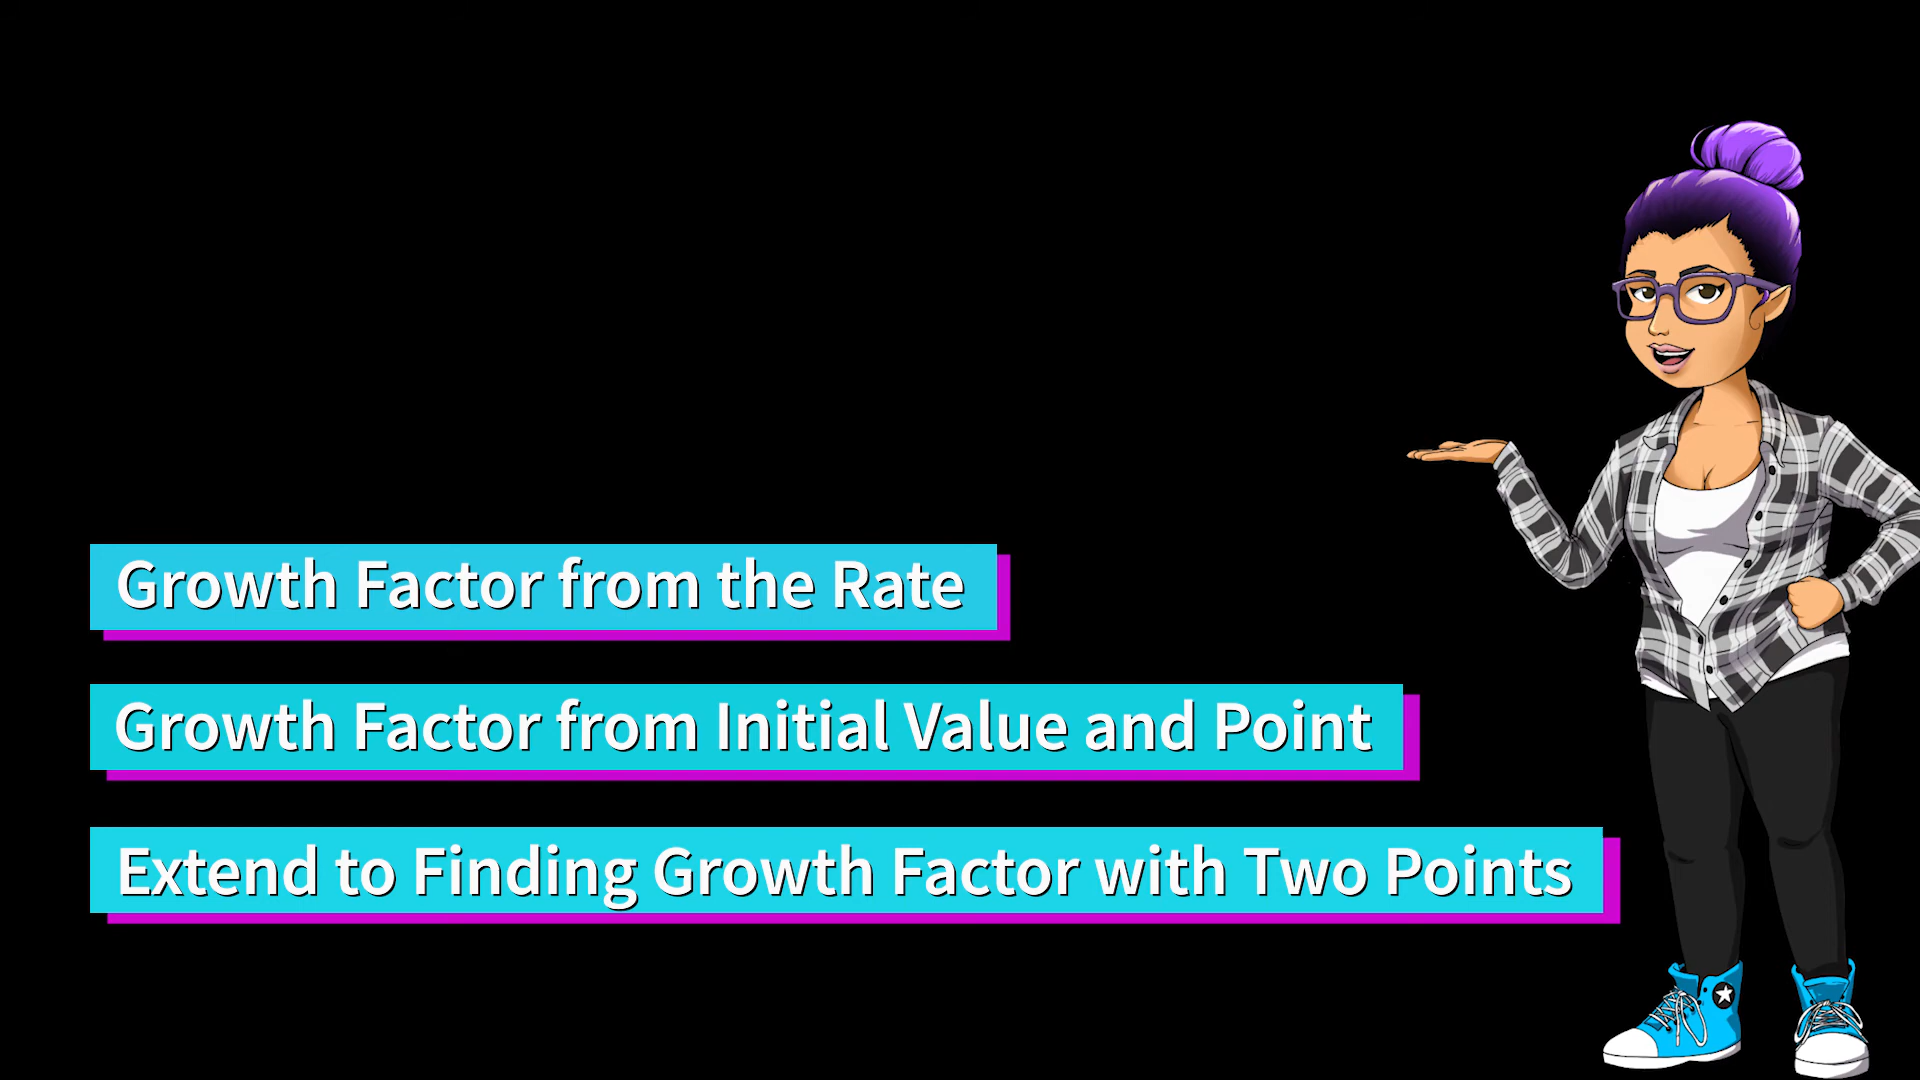 Growth Factor from the Rate
Growth Factor from Initial Value and Point
Extend to Finding Growth Factor with Two Points